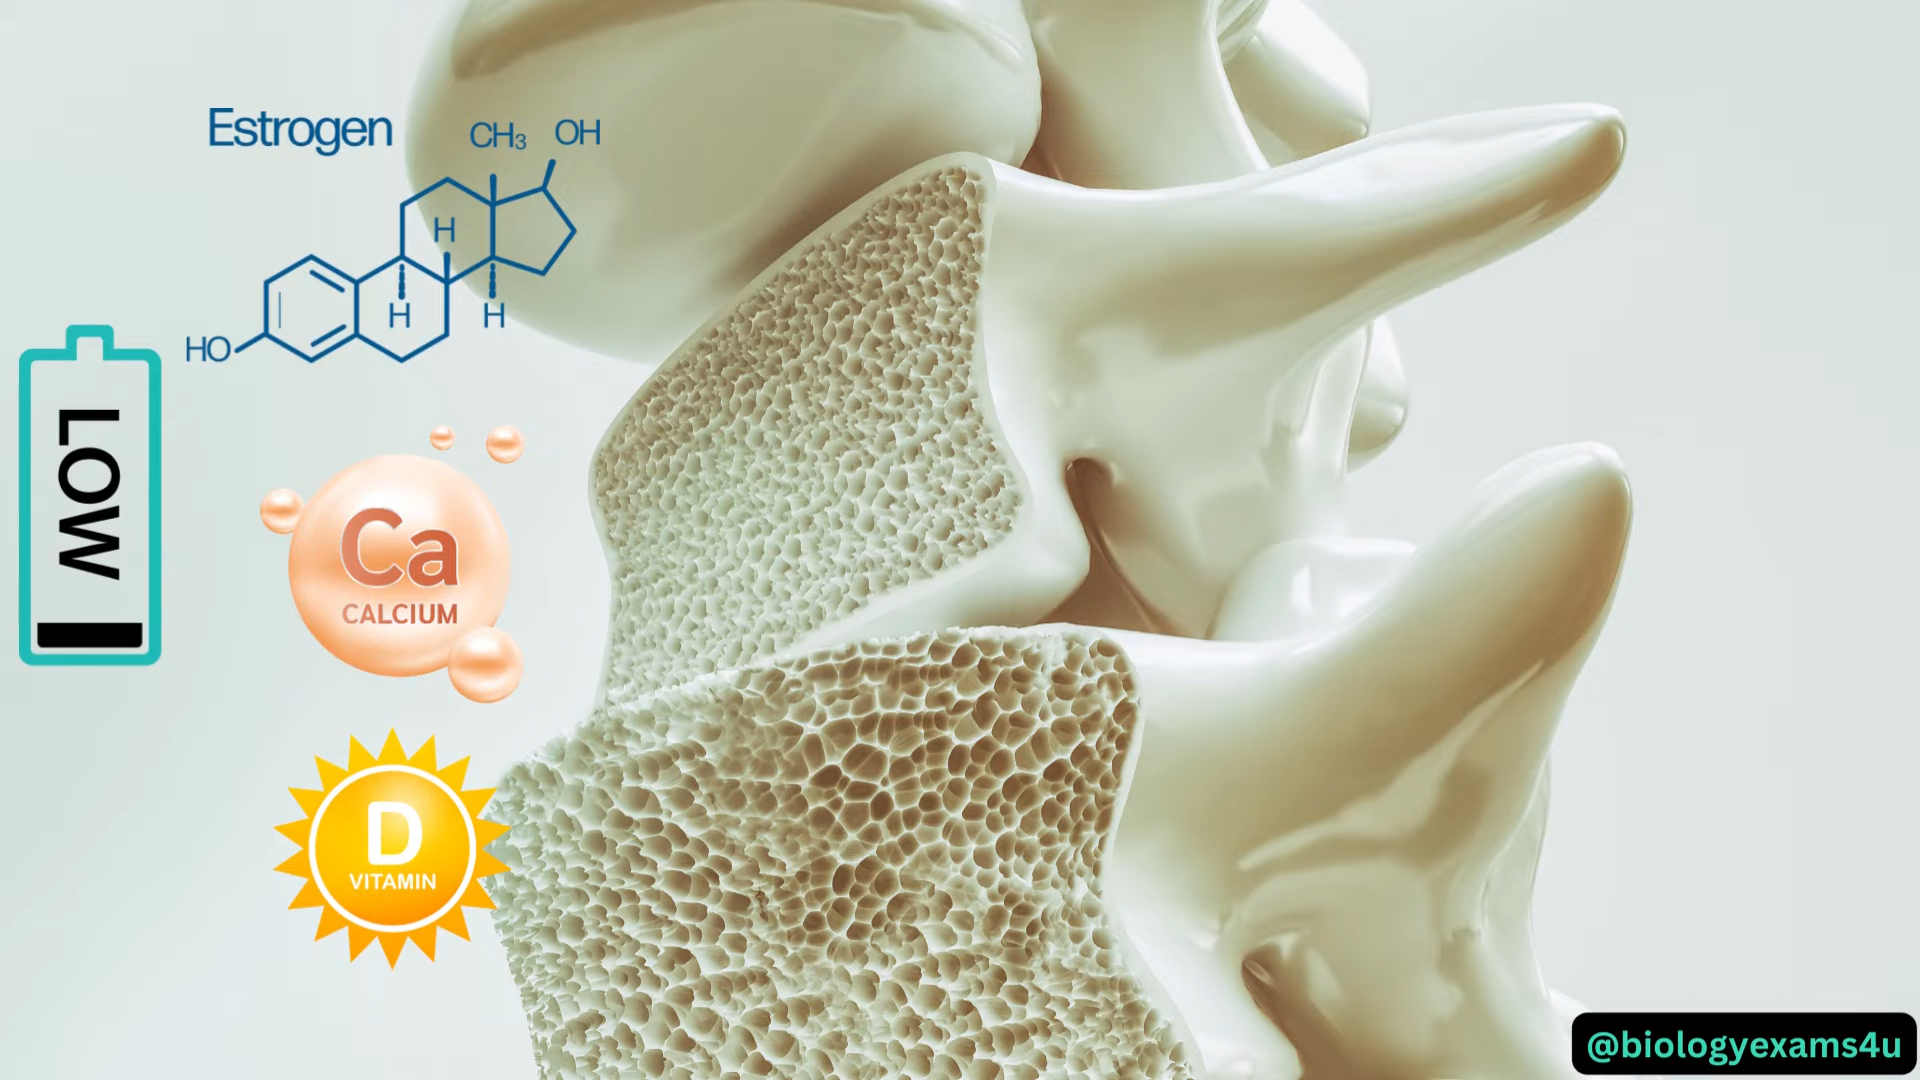 Estrogen
CH₃ OH
H
H H
HO
LOW
Ca
CALCIUM
D
VITAMIN
@biologyexams4u